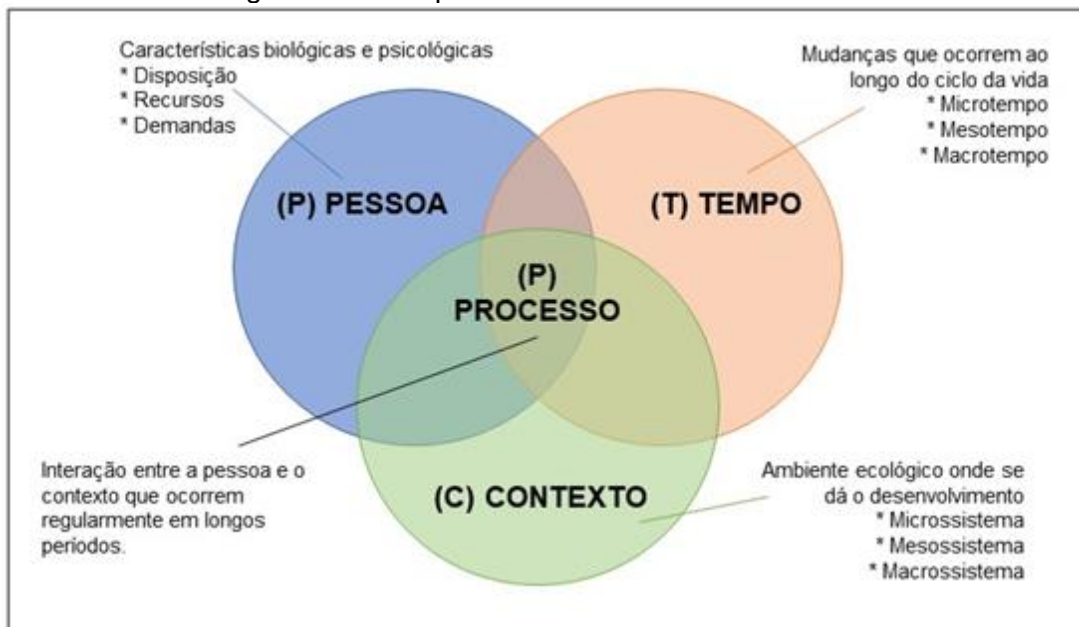 Características biológicas e psicológicas
* Disposição
* Recursos
* Demandas
Mudanças que ocorrem ao
longo do ciclo da vida
* Microtempo
* Mesotempo
* Macrotempo
(P) PESSOA
(T) TEMPO
(P)
PROCESSO
Interação entre a pessoa e o
contexto que ocorrem
regularmente em longos
períodos.
(C) CONTEXTO
Ambiente ecológico onde se
dá o desenvolvimento
* Microssistema
* Mesossistema
* Macrossistema